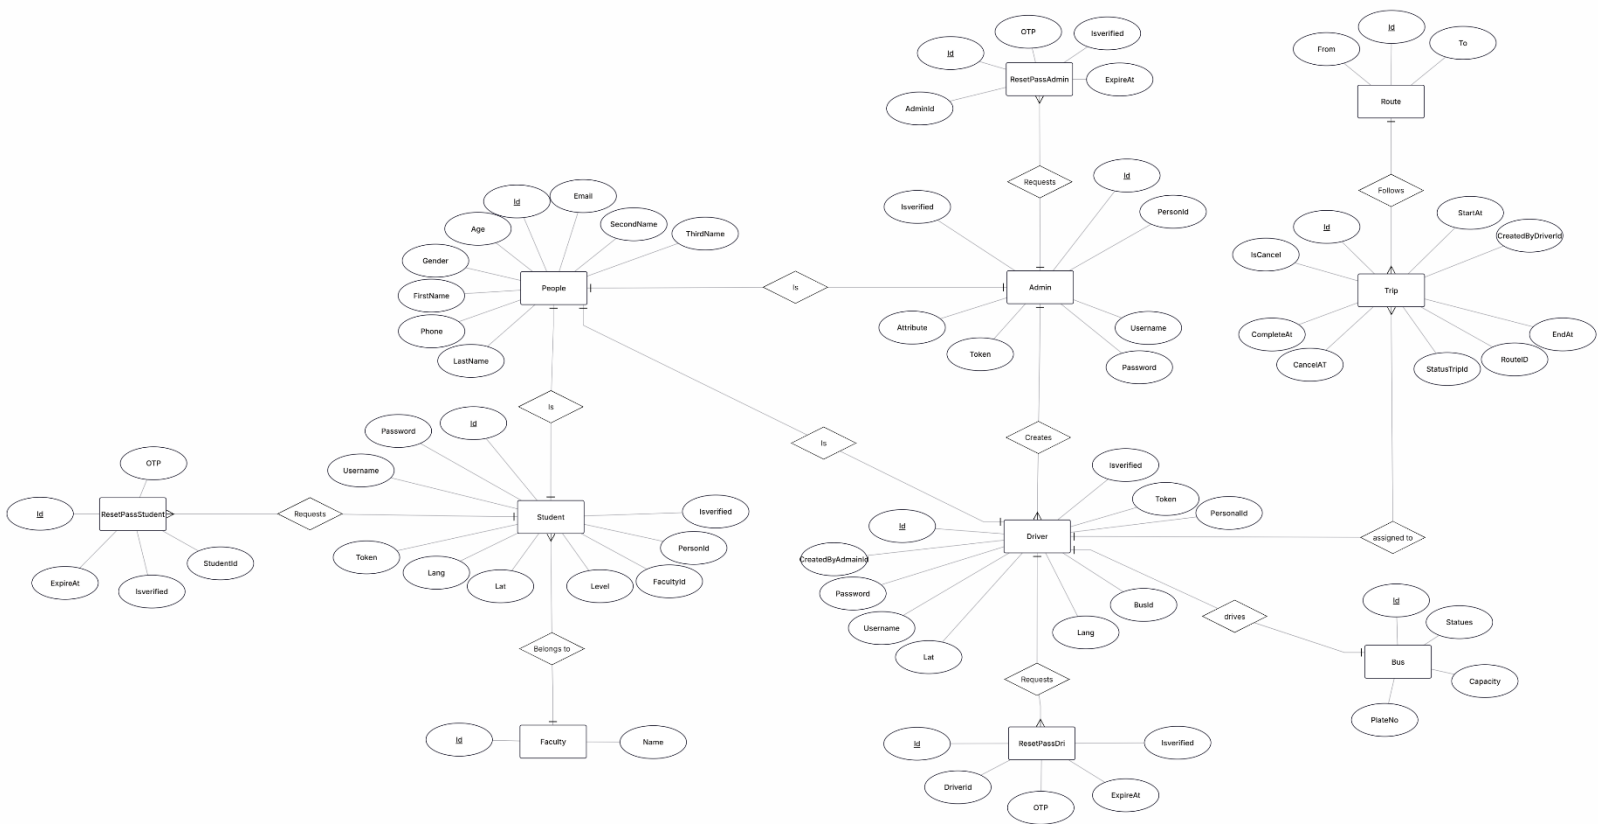 Id
OTP
Isverified
ResetPassAdmin
ExpireAt
AdminId
Requests
Id
From
To
Route
Follows
Id
Email
Age
SecondName
ThirdName
Gender
FirstName
People
Phone
LastName
Is
Isverified
Id
PersonId
Admin
Attribute
Token
Username
Password
Id
StartAt
CreatedByDriverId
IsCancel
Trip
CompleteAt
CancelAT
StatusTripId
RouteID
EndAt
Is
Is
Creates
Password
Id
Username
Student
Isverified
PersonId
Token
Lang
Lat
Level
FacultyId
OTP
Id
ResetPassStudent
Requests
ExpireAt
Isverified
StudentId
Isverified
Token
PersonalId
Id
Driver
CreatedByAdmainId
Password
Username
Lat
Lang
BusId
assigned to
drives
Id
Statues
Bus
Capacity
PlateNo
Belongs to
Id
Faculty
Name
Requests
Id
ResetPassDri
Isverified
DriverId
OTP
ExpireAt